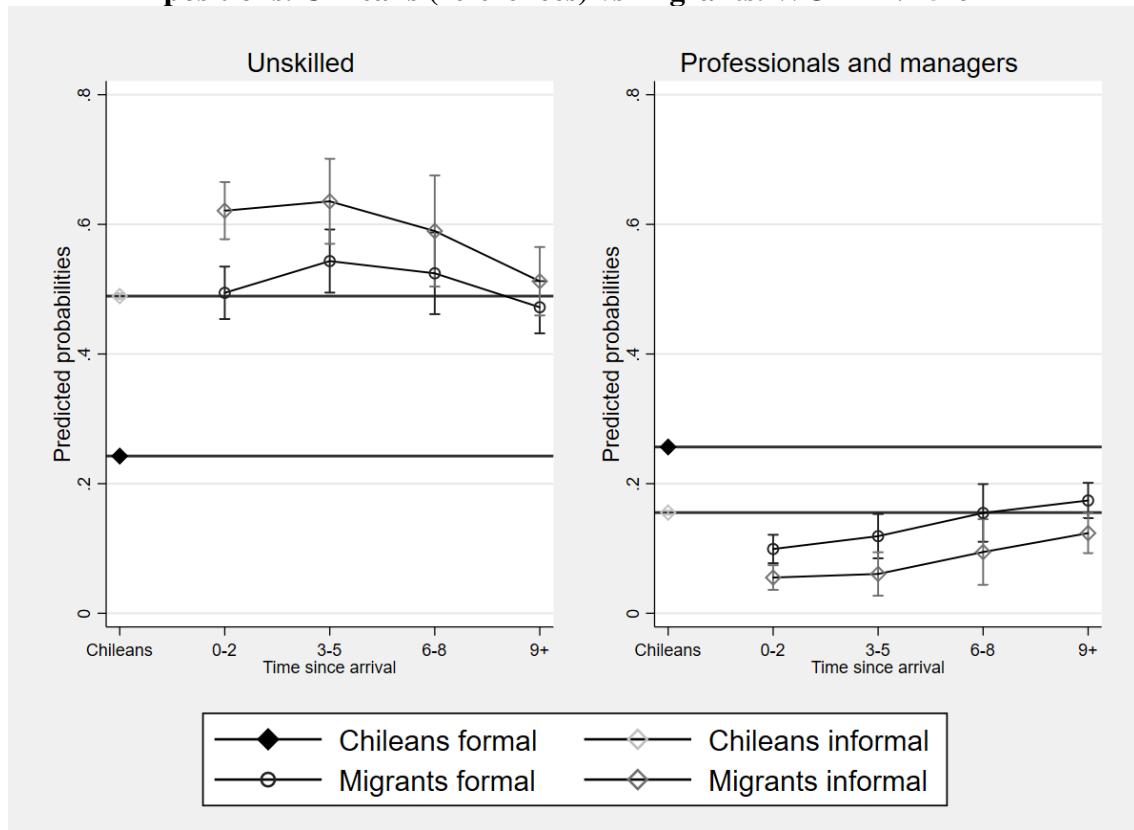 Unskilled
Professionals and managers
Predicted probabilities
.8
.6
.4
.2
0
Chileans 0-2 3-5 6-8 9+
Time since arrival
Predicted probabilities
.8
.6
.4
.2
0
Chileans 0-2 3-5 6-8 9+
Time since arrival
Chileans formal Chileans informal
Migrants formal Migrants informal